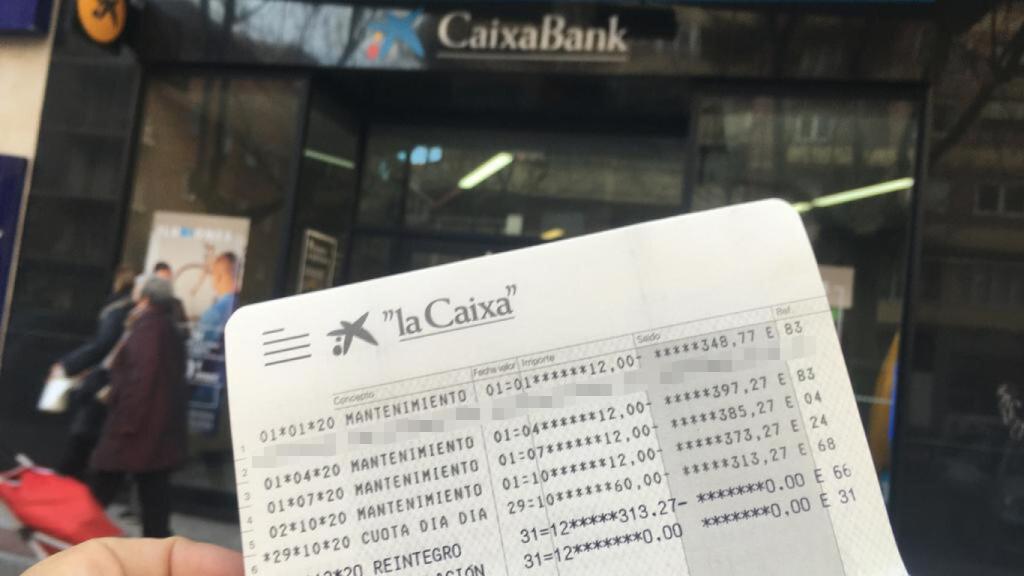 CaixaBank
"la Caixa"
Concepto Fecha valor Importe Saldo Ref.
1 01*01*20 MANTENIMIENTO 01=01******12,00- *****348,77 E 83
2
01*04*20 MANTENIMIENTO 01=04******12,00- *****397,27 E 83
01*07*20 MANTENIMIENTO 01=07******12,00- *****385,27 E 04
02*10*20 MANTENIMIENTO 01=10******12,00- *****373,27 E 24
*29*10*20 CUOTA DIA DIA 29=10******60,00- *****313,27 E 68
12*20 REINTEGRO 31=12*****313.27- *******0.00 E 66
31=12*******0.00 *******0.00 E 31